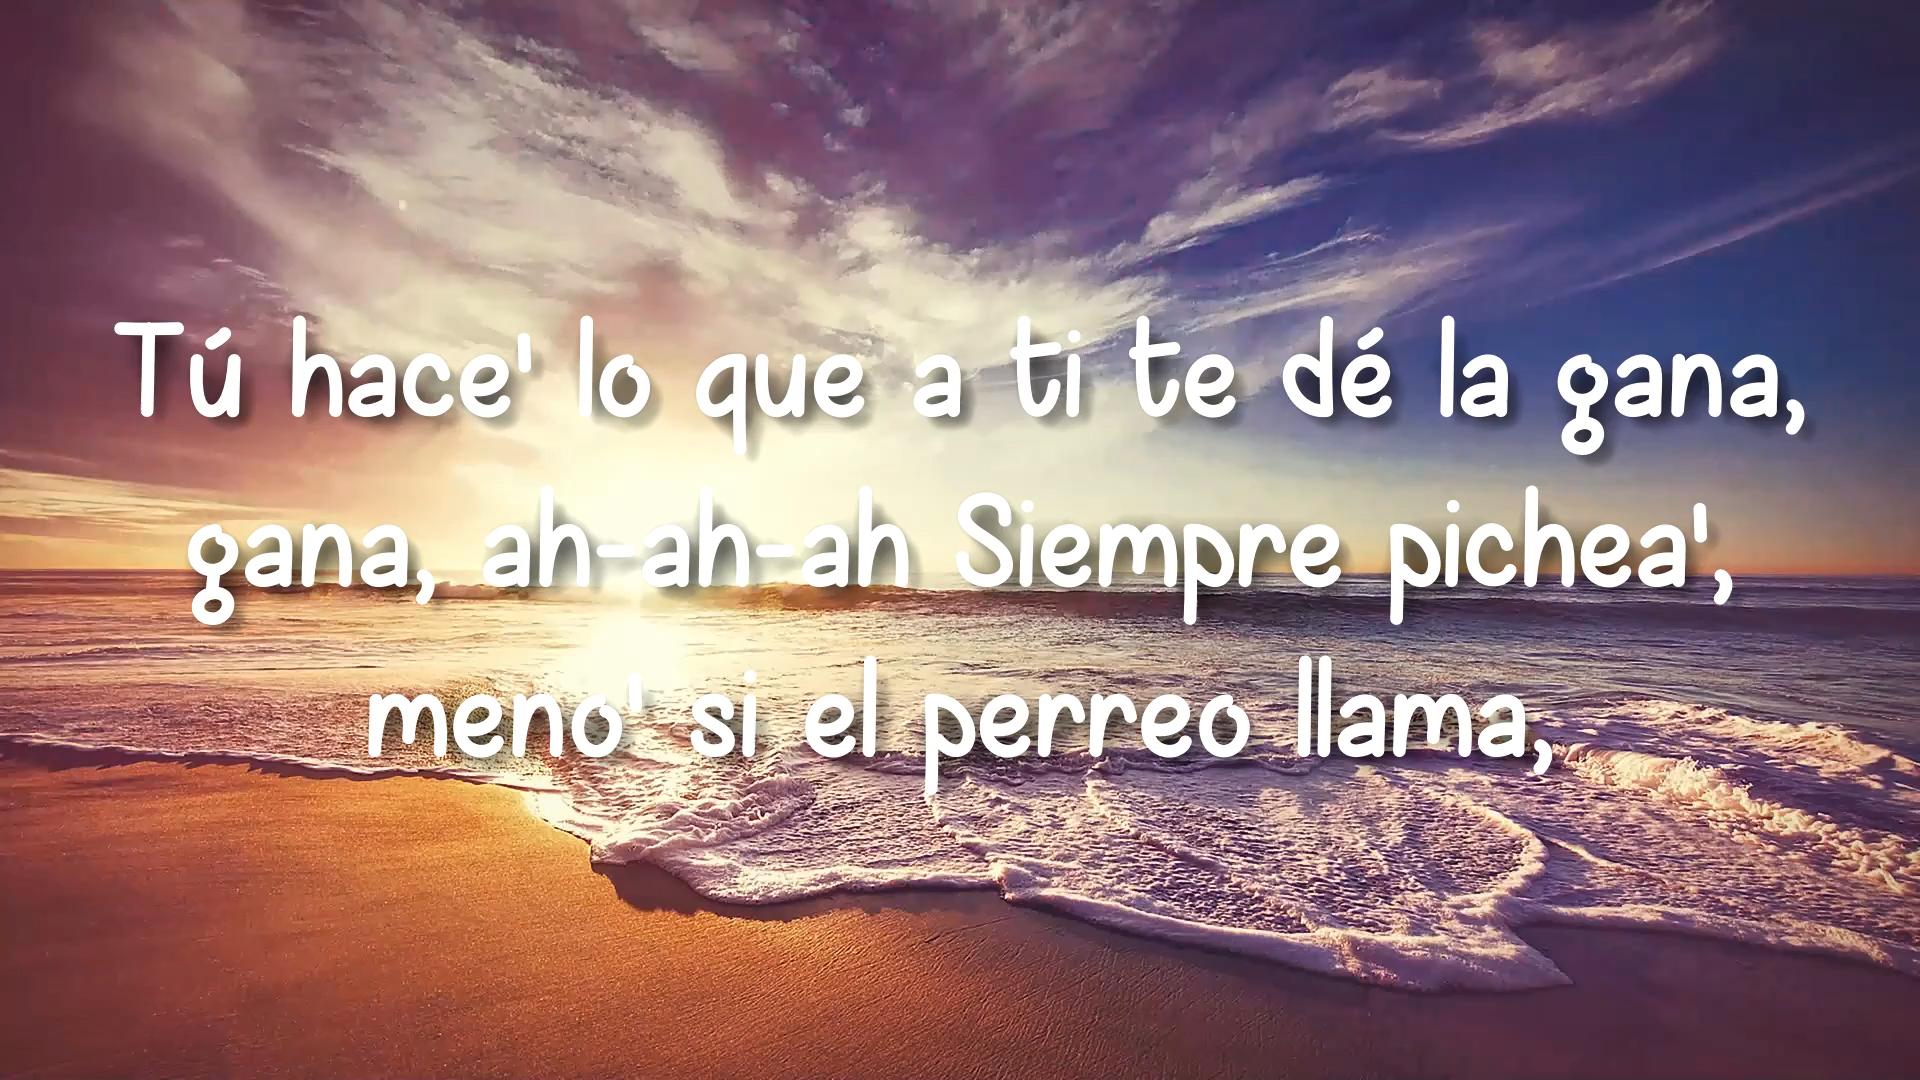 Tú hace' lo que a ti te dé la gana,
gana, ah-ah-ah Siempre pichea',
meno' si el perreo llama,